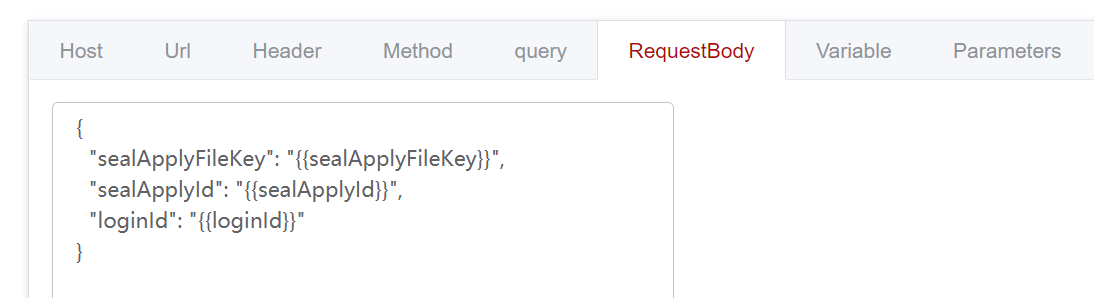 Host Url Header Method query RequestBody Variable Parameters
{
"sealApplyFileKey": "{{sealApplyFileKey}}",
"sealApplyId": "{{sealApplyId}}",
"loginId": "{{loginId}}"
}